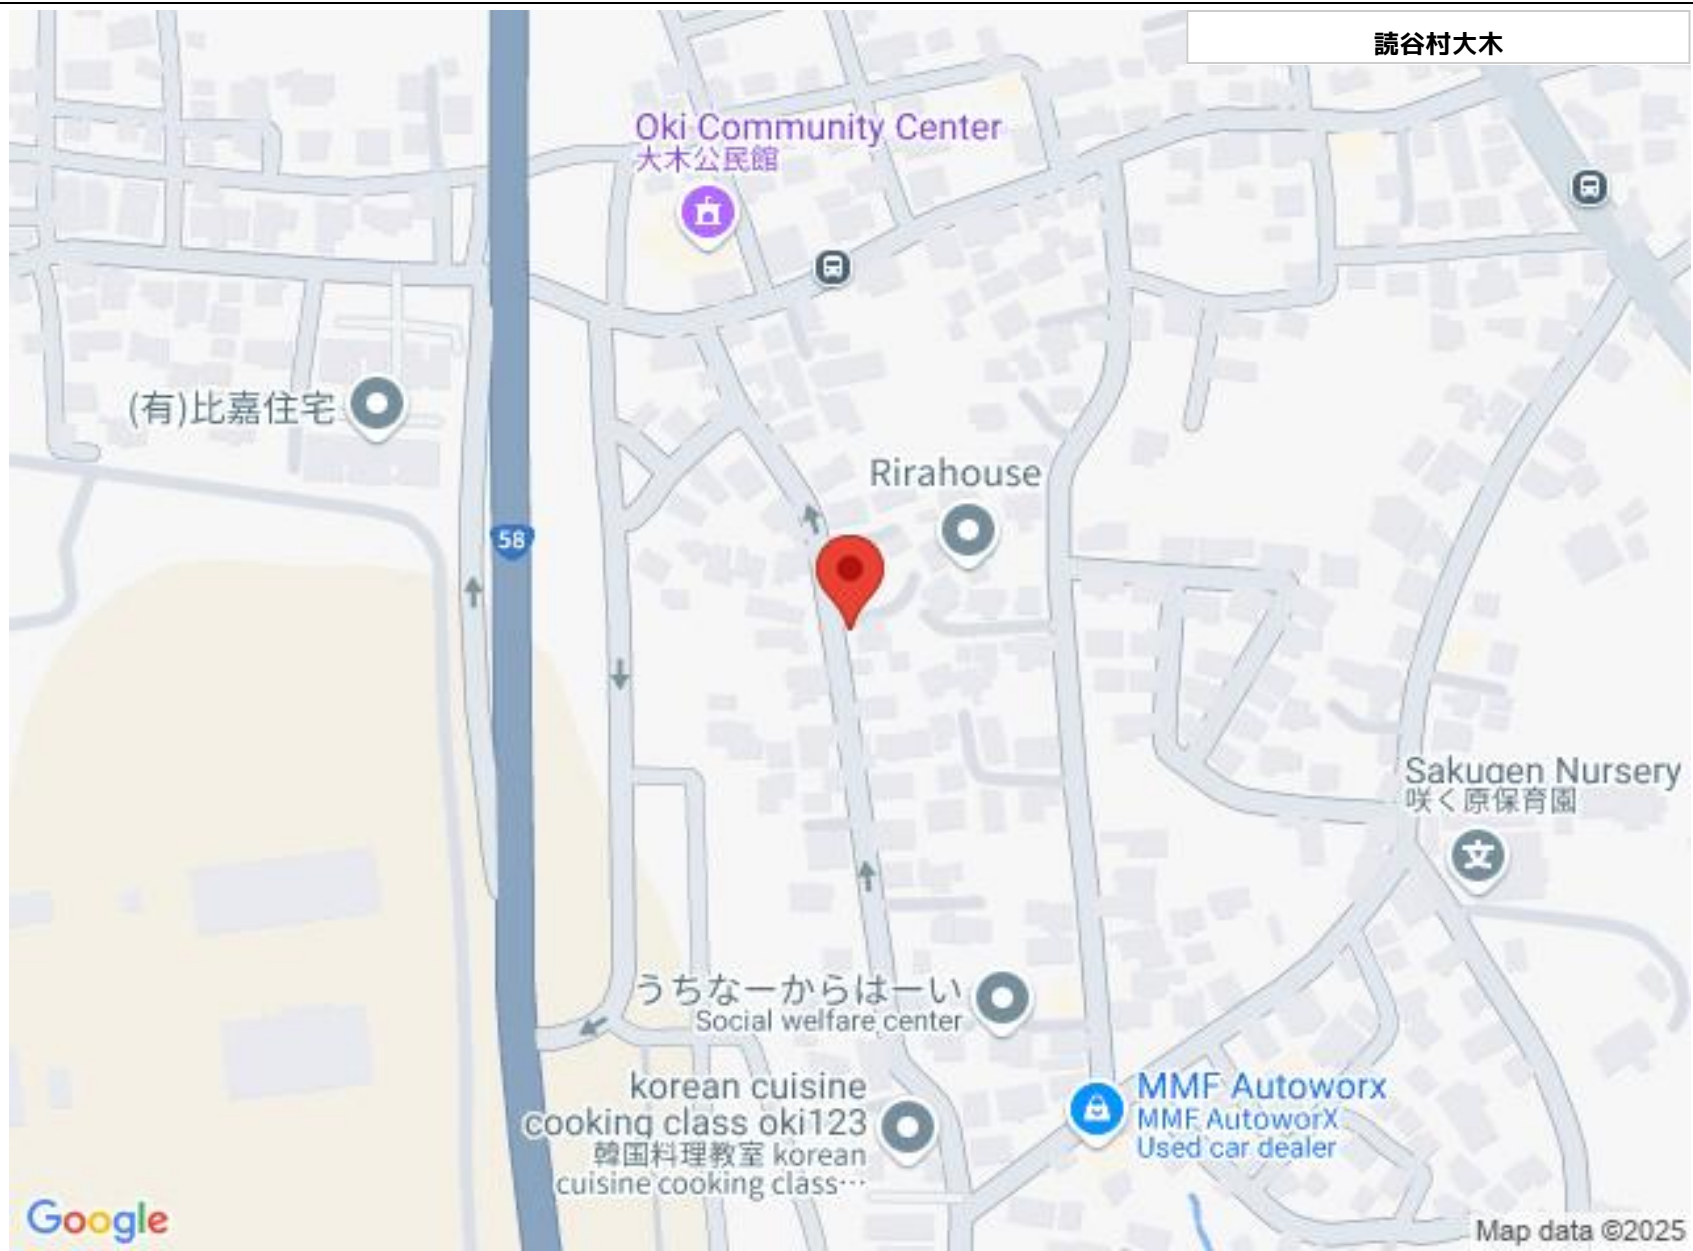 読谷村大木
Oki Community Center
大木公民館
(有)比嘉住宅
Rirahouse
58
Sakugen Nursery
咲く原保育園
うちなーからはーい
Social welfare center
korean cuisine
cooking class oki123
韓国料理教室 korean
cuisine cooking class…
MMF Autoworx
MMF AutoworX
Used car dealer
Google
Map data ©2025